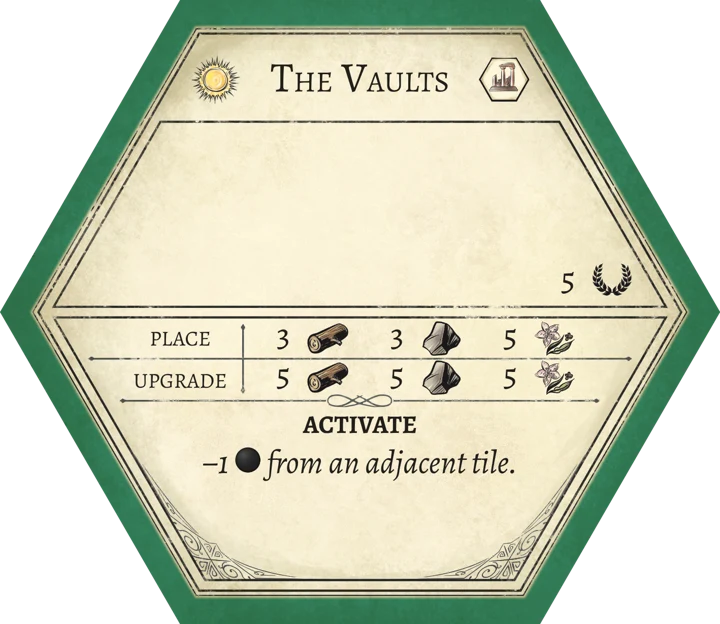 THE VAULTS
5
PLACE 3 3 5
UPGRADE 5 5 5
ACTIVATE
–1 from an adjacent tile.